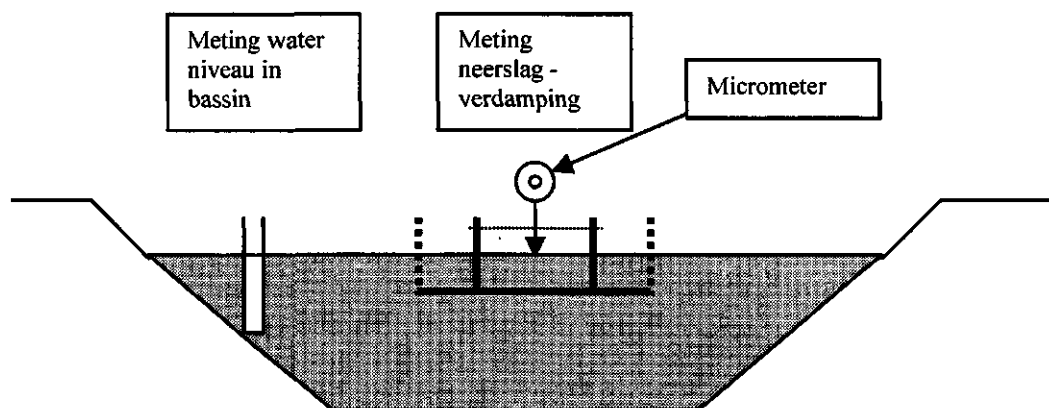 Meting water
niveau in
bassin
Meting
neerslag -
verdamping
Micrometer